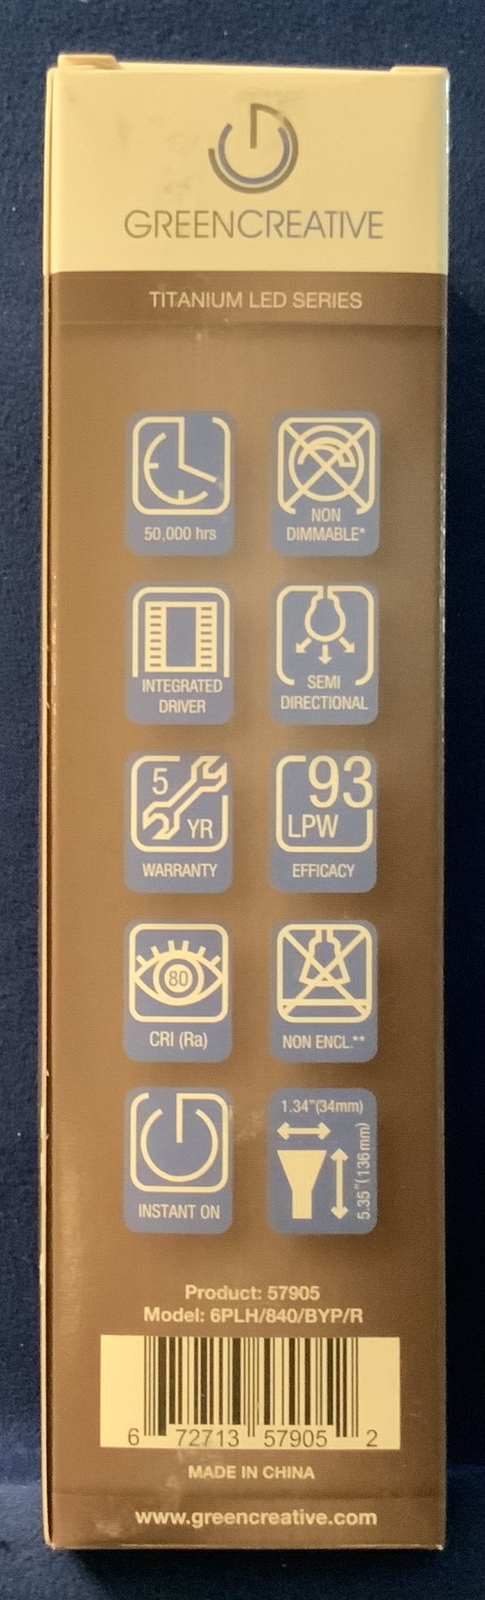 GREENCREATIVE
TITANIUM LED SERIES
50,000 hrs
NON
DIMMABLE*
INTEGRATED
DRIVER
SEMI
DIRECTIONAL
5
YR
WARRANTY
93
LPW
EFFICACY
80
CRI (Ra)
NON ENCL.**
INSTANT ON
1.34"(34mm)
5.35"(136mm)
Product: 57905
Model: 6PLH/840/BYP/R
6 72713 57905 2
MADE IN CHINA
www.greencreative.com